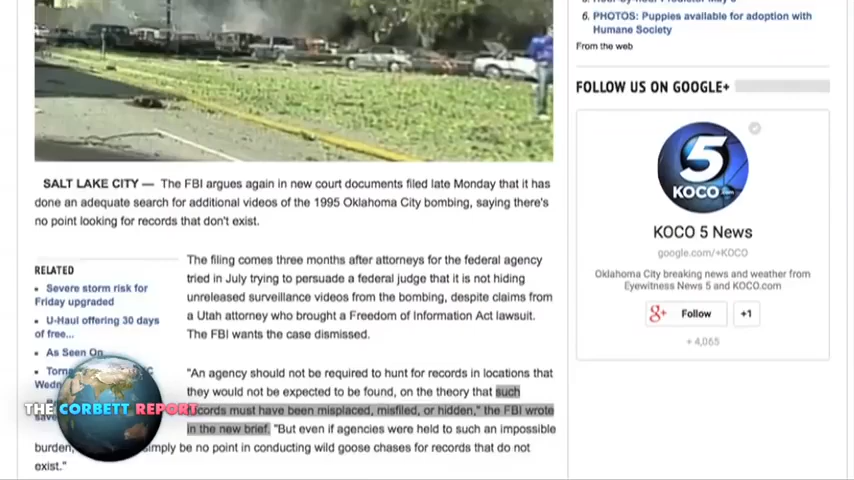 6. PHOTOS: Puppies available for adoption with
Humane Society
From the web
FOLLOW US ON GOOGLE+
5
KOCO.com
KOCO 5 News
google.com/+KOCO
Oklahoma City breaking news and weather from
Eyewitness News 5 and KOCO.com
g+ Follow +1
+ 4,065
SALT LAKE CITY — The FBI argues again in new court documents filed late Monday that it has
done an adequate search for additional videos of the 1995 Oklahoma City bombing, saying there's
no point looking for records that don't exist.
RELATED
Severe storm risk for
Friday upgraded
U-Haul offering 30 days
of free...
As Seen On
The filing comes three months after attorneys for the federal agency
tried in July trying to persuade a federal judge that it is not hiding
unreleased surveillance videos from the bombing, despite claims from
a Utah attorney who brought a Freedom of Information Act lawsuit.
The FBI wants the case dismissed.
"An agency should not be required to hunt for records in locations that
they would not be expected to be found, on the theory that such
records must have been misplaced, misfiled, or hidden," the FBI wrote
in the new brief. "But even if agencies were held to such an impossible
burden, simply be no point in conducting wild goose chases for records that do not
exist."
THE CORBETT REPORT